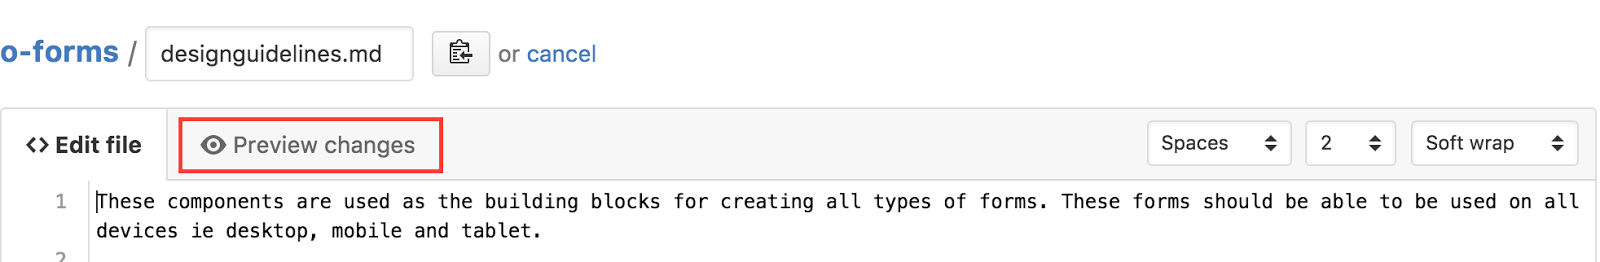 o-forms / designguidelines.md or cancel
<> Edit file Preview changes Spaces 2 Soft wrap
1 These components are used as the building blocks for creating all types of forms. These forms should be able to be used on all
devices ie desktop, mobile and tablet.
2